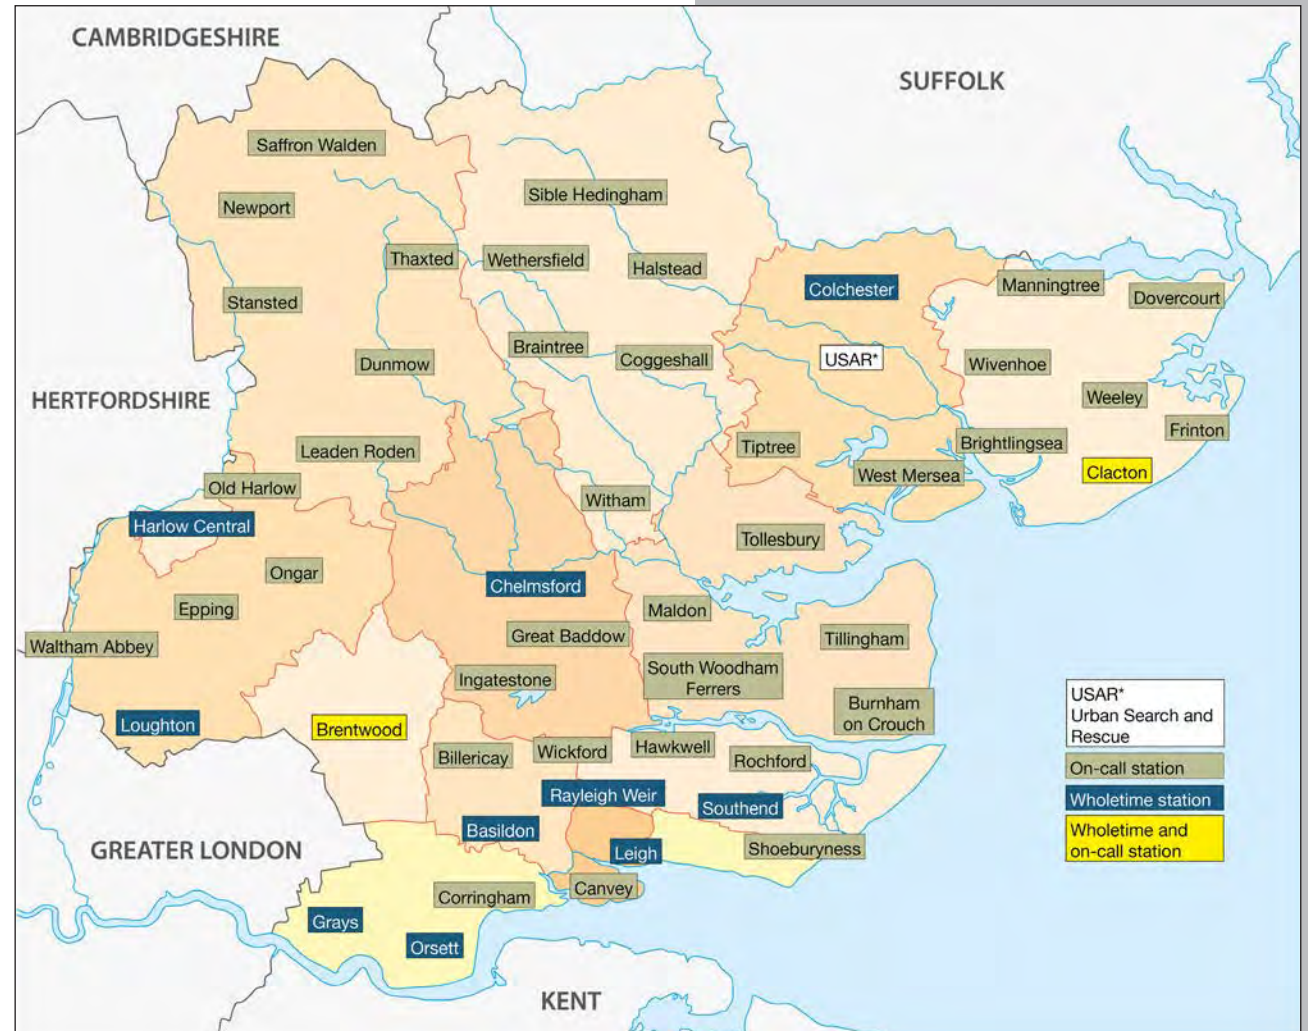 CAMBRIDGESHIRE
SUFFOLK
Saffron Walden
Sible Hedingham
Newport
Thaxted
Wethersfield
Halstead
Colchester
Manningtree
Dovercourt
Stansted
Braintree
Coggeshall
USAR*
Dunmow
Wivenhoe
Weeley
HERTFORDSHIRE
Frinton
Leaden Roden
Tiptree
Brightlingsea
West Mersea
Clacton
Old Harlow
Witham
Harlow Central
Tollesbury
Ongar
Chelmsford
Epping
Maldon
Great Baddow
Tillingham
Waltham Abbey
Ingatestone
South Woodham
Ferrers
Burnham
on Crouch
Loughton
Brentwood
Billericay
Wickford
Hawkwell
Rochford
Rayleigh Weir
Southend
Basildon
Leigh
Shoeburyness
GREATER LONDON
Canvey
Corringham
Grays
Orsett
KENT
USAR*
Urban Search and
Rescue
On-call station
Wholetime station
Wholetime and
on-call station